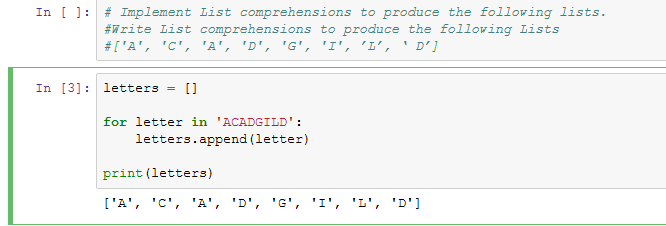 In [ ]: # Implement List comprehensions to produce the following lists.
#Write List comprehensions to produce the following Lists
#['A', 'C', 'A', 'D', 'G', 'I', ’L’, ‘ D’]
In [3]: letters = []
for letter in 'ACADGILD':
letters.append(letter)
print(letters)
['A', 'C', 'A', 'D', 'G', 'I', 'L', 'D']